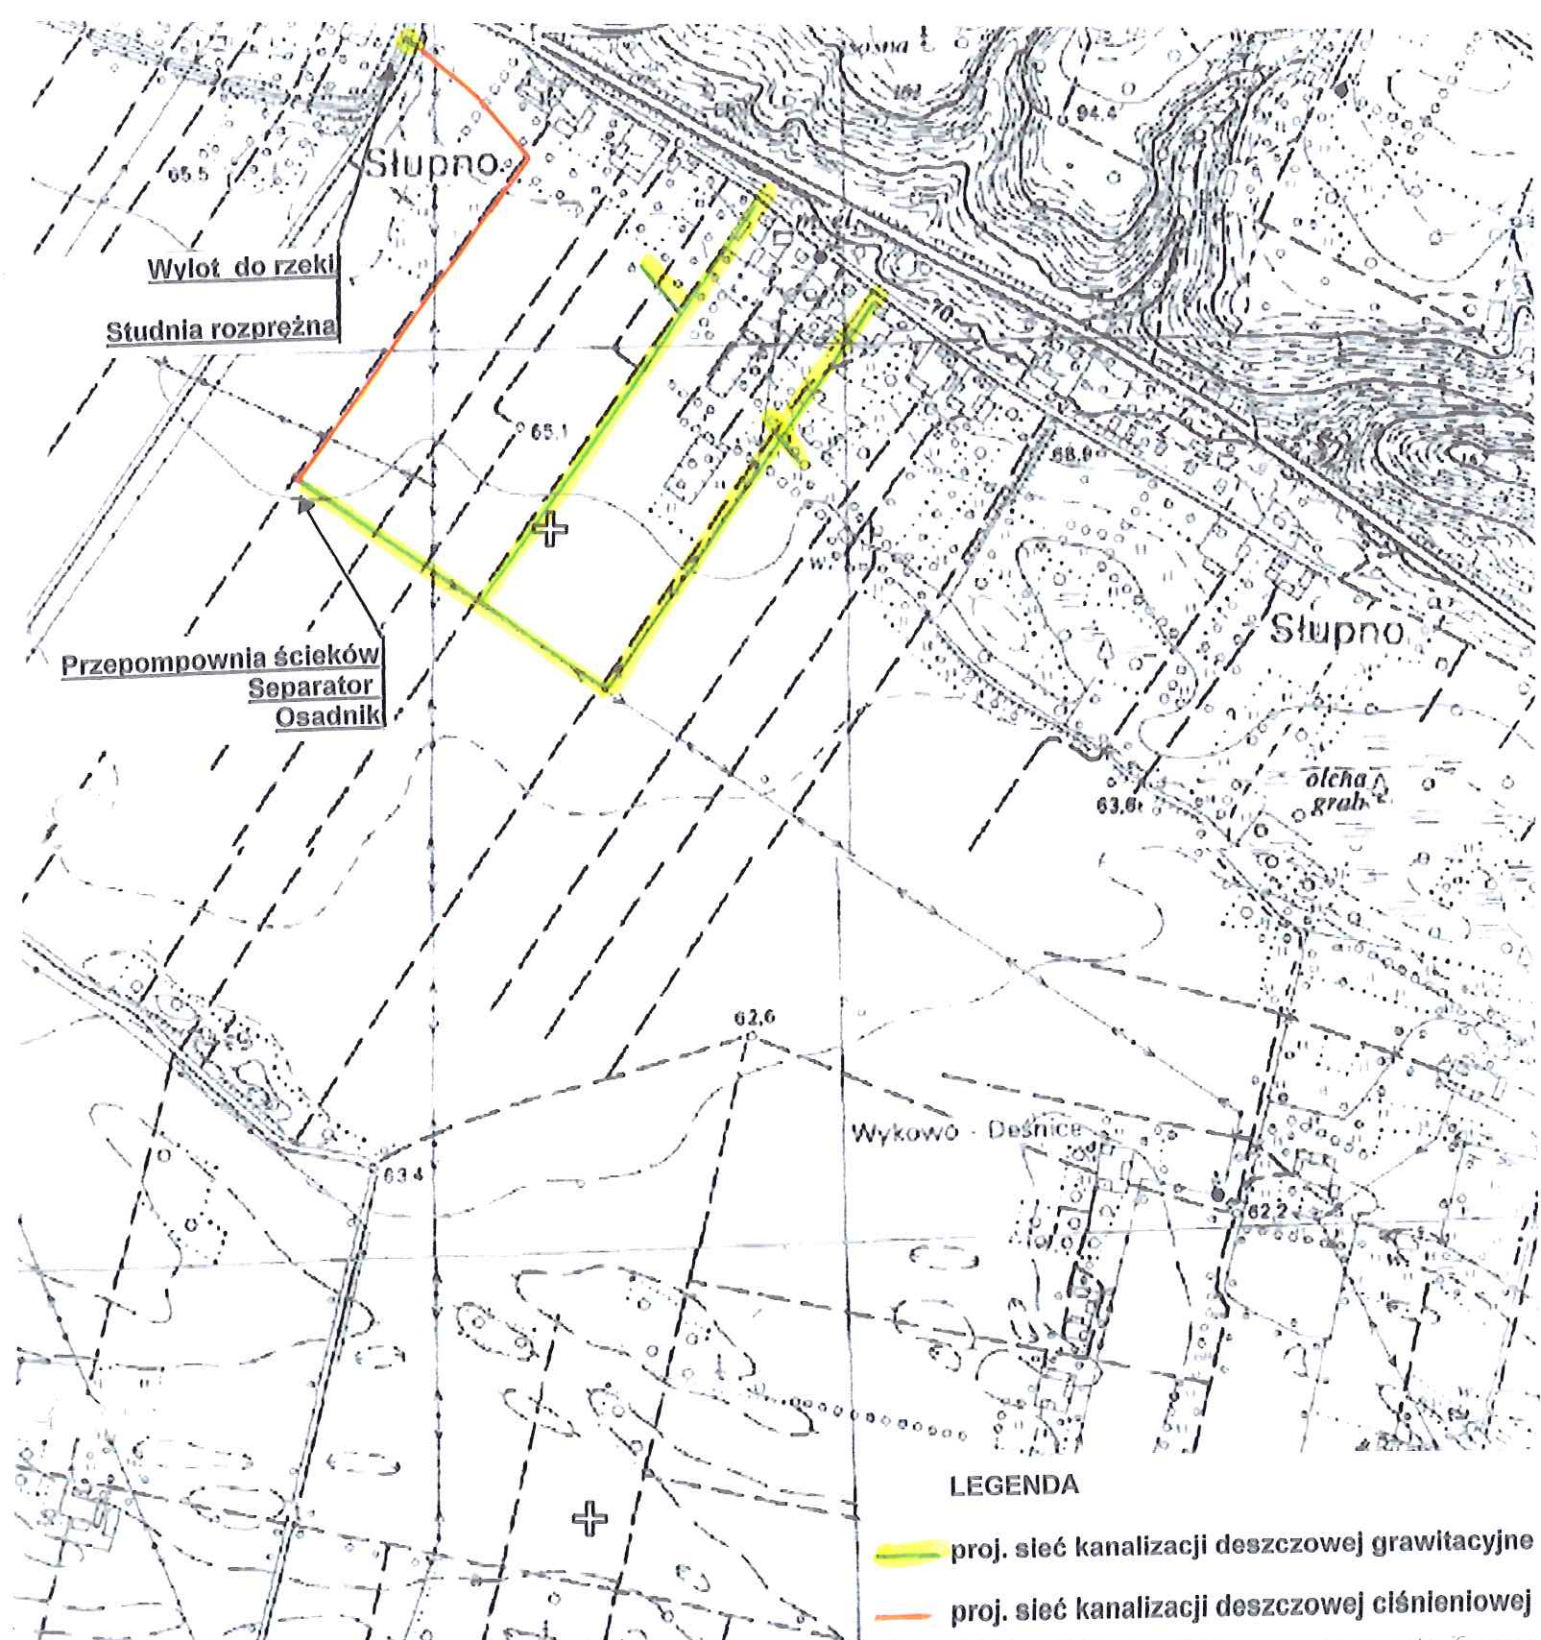 sosna
94.4
Słupno
65.5
Wylot do rzeki
Studnia rozprężna
70
65.1
68.9
Słupno
Przepompownia ścieków
Separator
Osadnik
olcha
grab
63,6
62,6
Wykowo - Deśnice
63.4
62.2
LEGENDA
proj. sieć kanalizacji deszczowej grawitacyjne
proj. sieć kanalizacji deszczowej ciśnieniowej